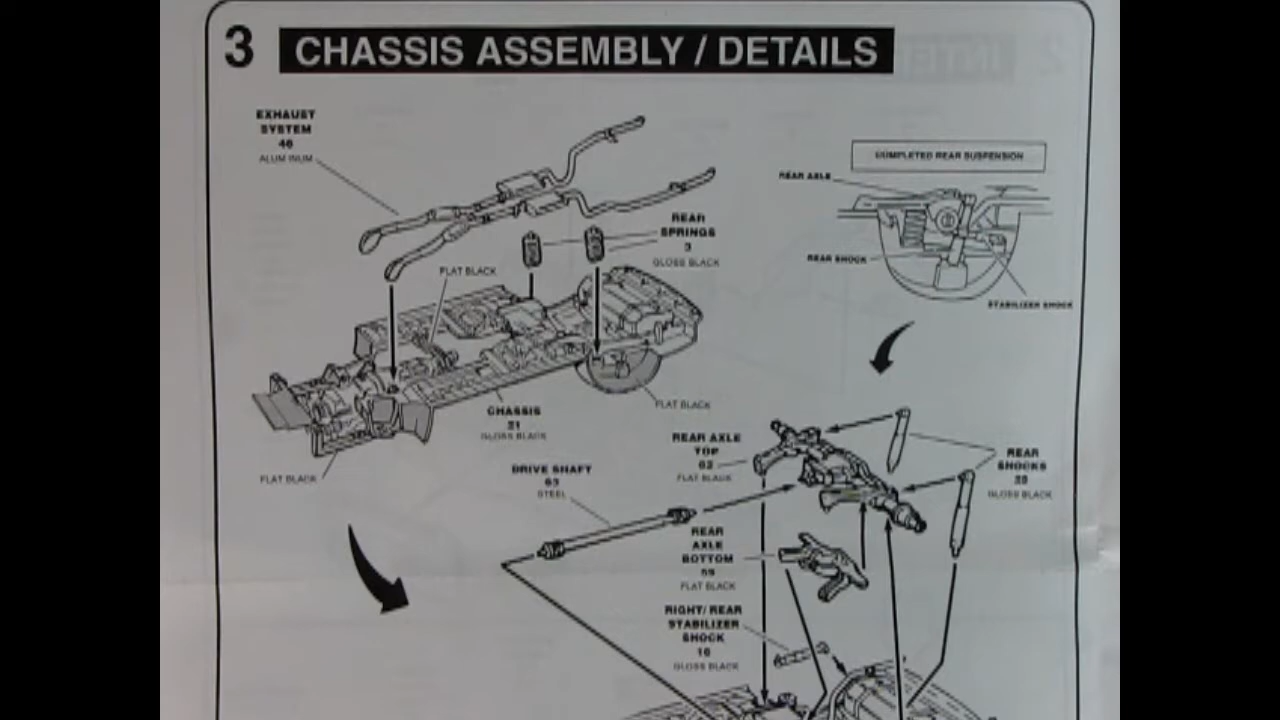 3 CHASSIS ASSEMBLY / DETAILS
EXHAUST
SYSTEM
46
ALUMINUM
COMPLETED REAR SUSPENSION
REAR AXLE
REAR SHOCK
STABILIZER SHOCK
REAR
SPRINGS
3
GLOSS BLACK
FLAT BLACK
FLAT BLACK
CHASSIS
21
GLOSS BLACK
FLAT BLACK
REAR AXLE
TOP
62
FLAT BLACK
REAR
SHOCKS
GLOSS BLACK
DRIVE SHAFT
63
STEEL
REAR
AXLE
BOTTOM
FLAT BLACK
RIGHT/REAR
STABILIZER
SHOCK
GLOSS BLACK